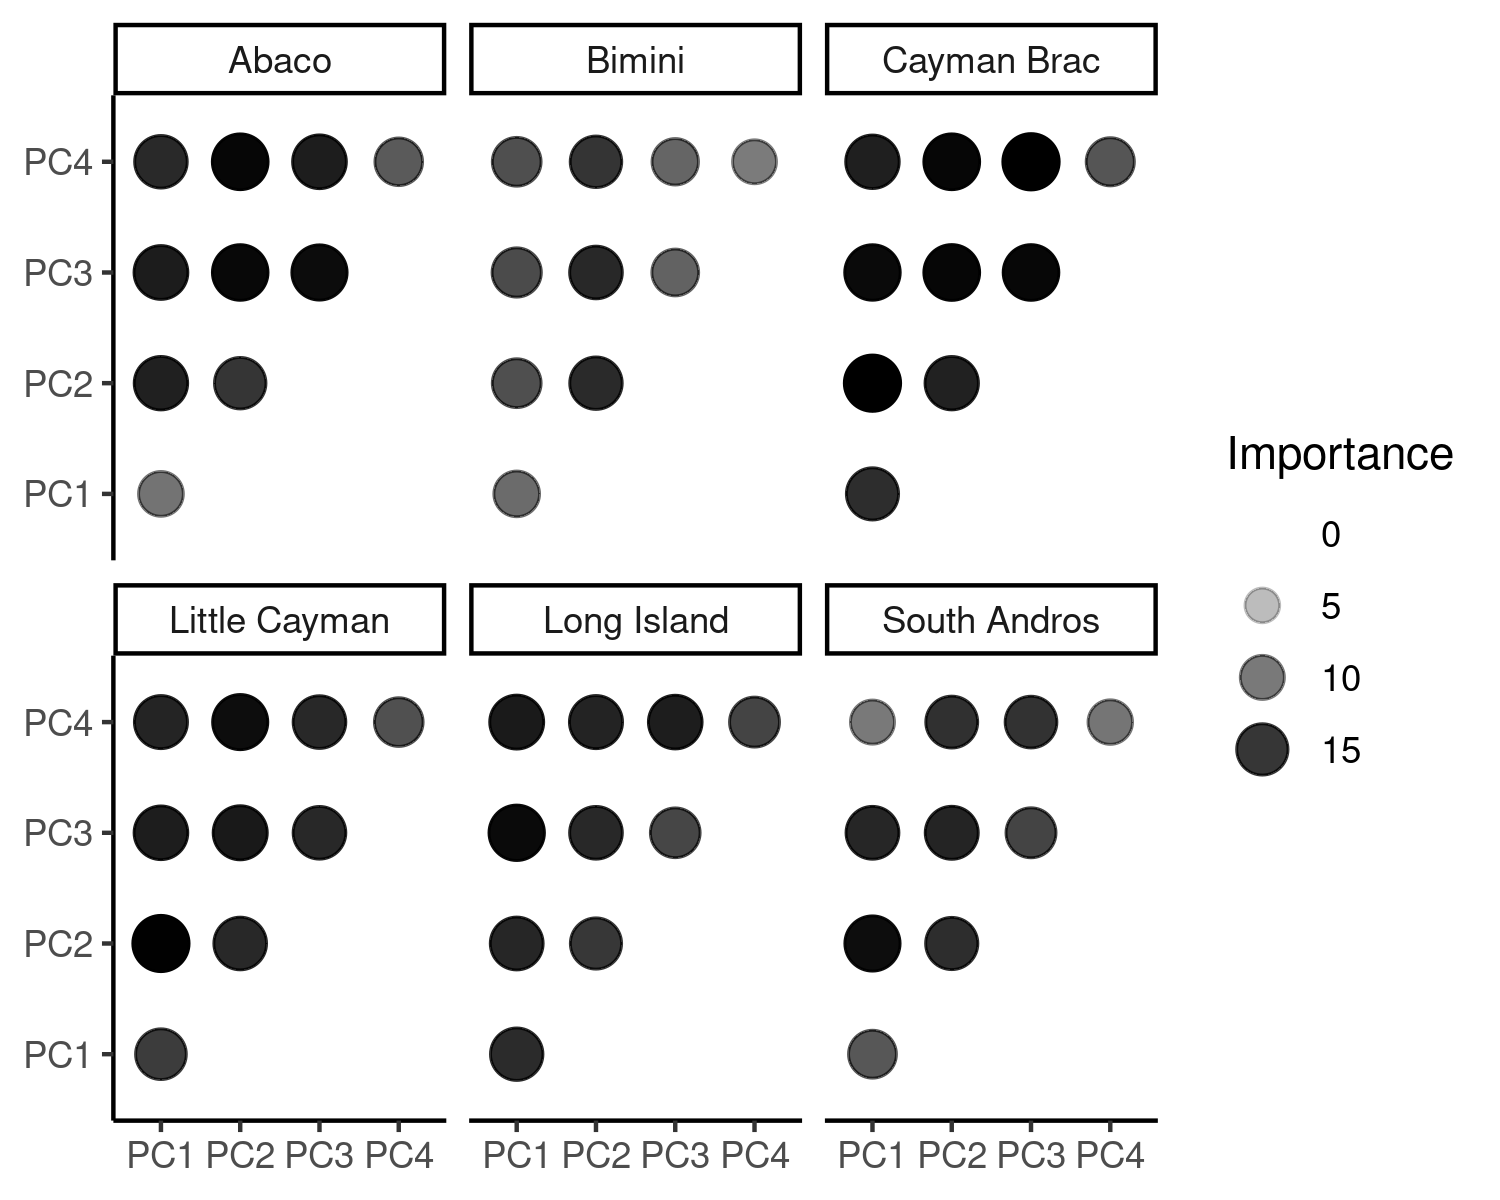 Abaco Bimini Cayman Brac
PC4
PC3
PC2
PC1
Importance
0
5
10
15
Little Cayman Long Island South Andros
PC4
PC3
PC2
PC1
PC1 PC2 PC3 PC4 PC1 PC2 PC3 PC4 PC1 PC2 PC3 PC4